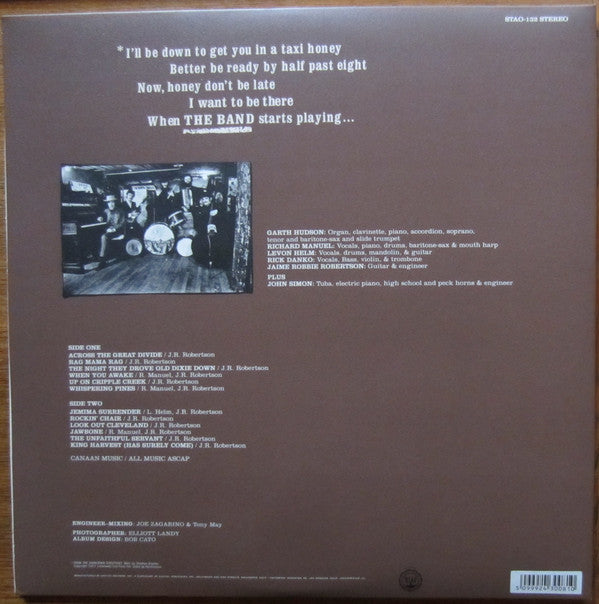 STAO-132 STEREO
*I'll be down to get you in a taxi honey
Better be ready by half past eight
Now, honey don't be late
I want to be there
When THE BAND starts playing...
GARTH HUDSON: Organ, clavinette, piano, accordion, soprano,
tenor and baritone-sax and slide trumpet
RICHARD MANUEL: Vocals, piano, drums, baritone-sax & mouth harp
LEVON HELM: Vocals, drums, mandolin, & guitar
RICK DANKO: Vocals, Bass, violin, & trombone
JAIME ROBBIE ROBERTSON: Guitar & engineer
PLUS
JOHN SIMON: Tuba, electric piano, high school and peck horns & engineer
SIDE ONE
ACROSS THE GREAT DIVIDE / J.R. Robertson
RAG MAMA RAG / J.R. Robertson
THE NIGHT THEY DROVE OLD DIXIE DOWN / J.R. Robertson
WHEN YOU AWAKE / R. Manuel, J.R. Robertson
UP ON CRIPPLE CREEK / J.R. Robertson
WHISPERING PINES / R. Manuel, J.R. Robertson
SIDE TWO
JEMIMA SURRENDER / L. Helm, J.R. Robertson
ROCKIN' CHAIR / J.R. Robertson
LOOK OUT CLEVELAND / J.R. Robertson
JAWBONE / R. Manuel, J.R. Robertson
THE UNFAITHFUL SERVANT / J.R. Robertson
KING HARVEST (HAS SURELY COME) / J.R. Robertson
CANAAN MUSIC / ALL MUSIC ASCAP
ENGINEER-MIXING: JOE ZAGARINO & Tony May
PHOTOGRAPHER: ELLIOTT LANDY
ALBUM DESIGN: BOB CATO
5 099924 300810